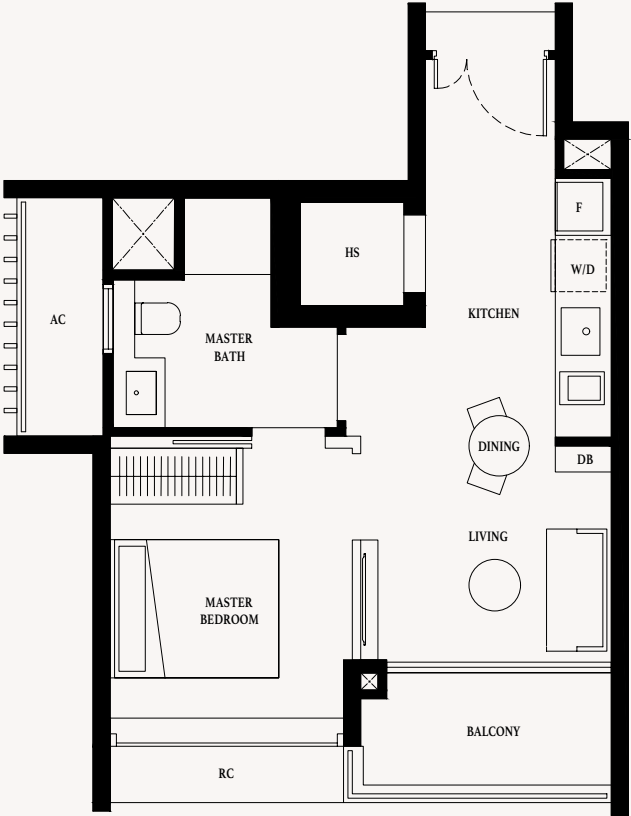 F
HS
W/D
KITCHEN
AC
MASTER
BATH
DINING
DB
LIVING
MASTER
BEDROOM
BALCONY
RC